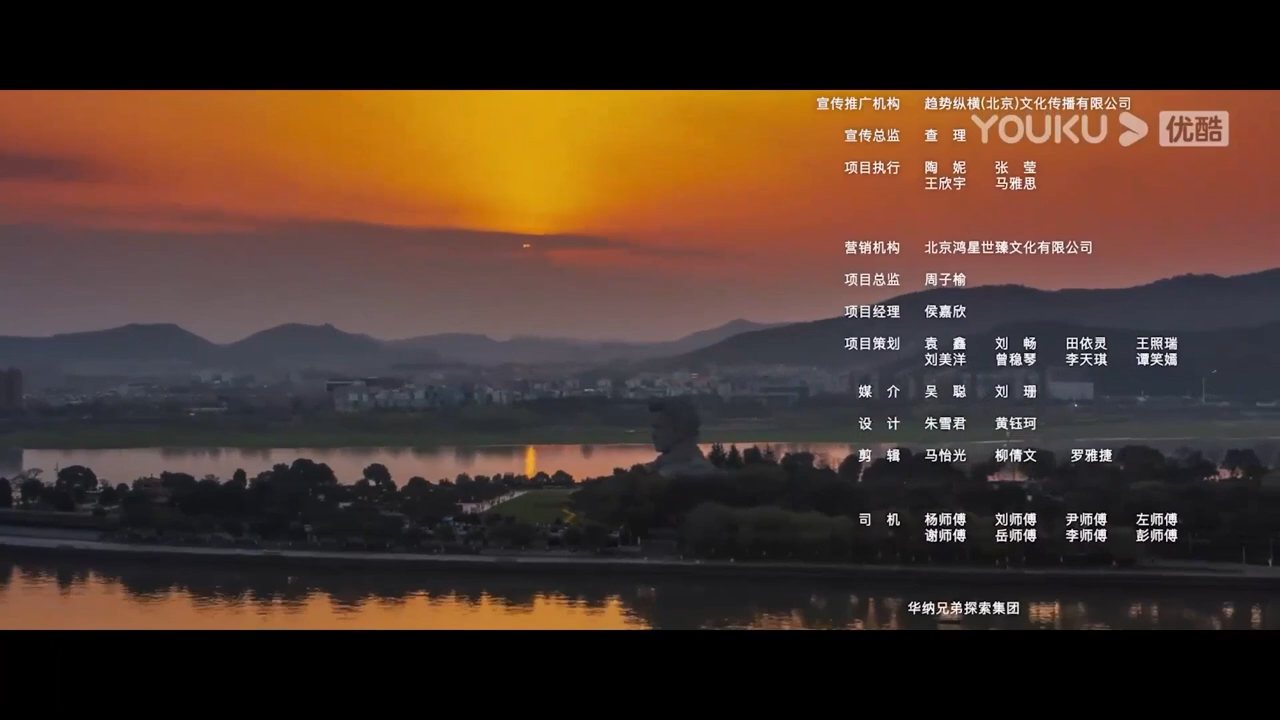 宣传推广机构 趋势纵横(北京)文化传播有限公司
YOUKU 优酷
宣传总监 查 理
项目执行 陶 妮 张 莹
王欣宇 马雅思
营销机构 北京鸿星世臻文化有限公司
项目总监 周子榆
项目经理 侯嘉欣
项目策划 袁 鑫 刘 畅 田依灵 王照瑞
刘美洋 曾稳琴 李天琪 谭笑嫣
媒 介 吴 聪 刘 珊
设 计 朱雪君 黄钰珂
剪 辑 马怡光 柳倩文 罗雅捷
司 机 杨师傅 刘师傅 尹师傅 左师傅
谢师傅 岳师傅 李师傅 彭师傅
华纳兄弟探索集团